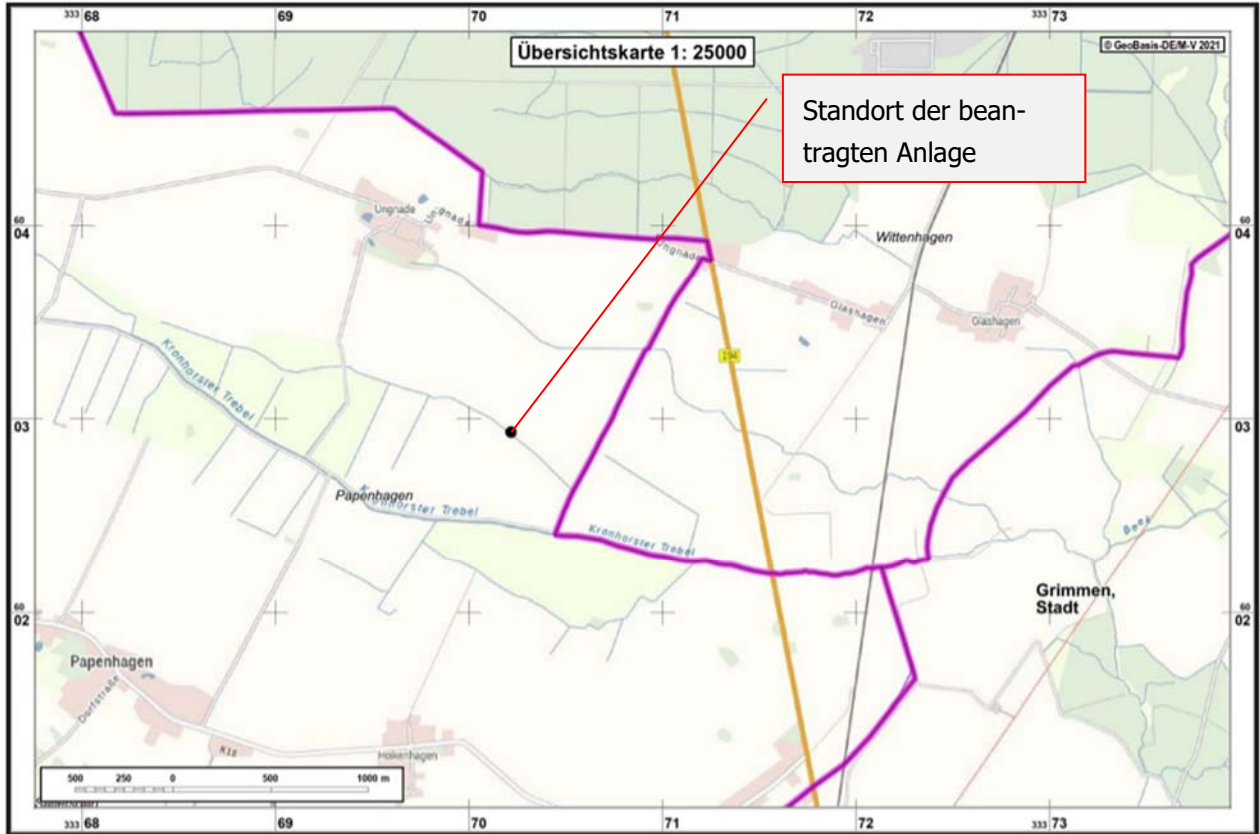 333 68 69 70 71 72 333 73
Übersichtskarte 1: 25000
© GeoBasis-DE/M-V 2021
Standort der bean-
tragten Anlage
Ungnade
Ungnade
60
04
60
04
Wittenhagen
Ungnade
Glashagen
Glashagen
Kronhorster Trebel
194
03
03
Papenhagen
Kronhorster Trebel
Kronhorster Trebel
Beek
Grimmen,
Stadt
60
02
60
02
Papenhagen
Dorfstraße
K18
Hoikenhagen
500 250 0 500 1000 m
333 68 69 70 71 72 333 73